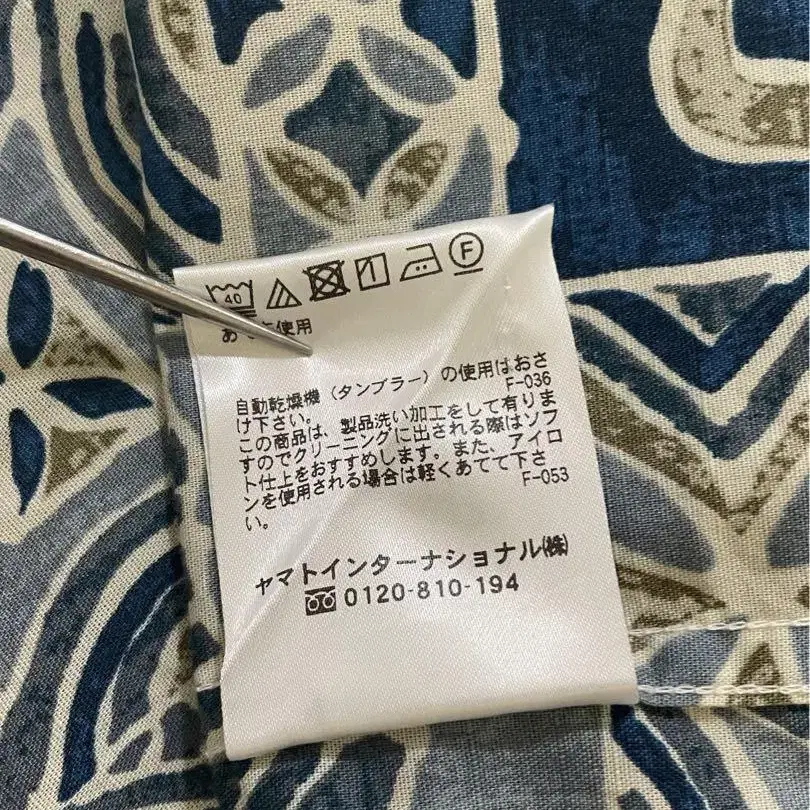 40
F
使用
自動乾燥機（タンブラー）の使用はおさ
け下さい。 F-036
この商品は、製品洗い加工をして有りま
すのでクリーニングに出される際はソフ
ト仕上をおすすめします。また、アイロ
ンを使用される場合は軽くあてて下さ
い。 F-053
ヤマトインターナショナル㈱
0120-810-194